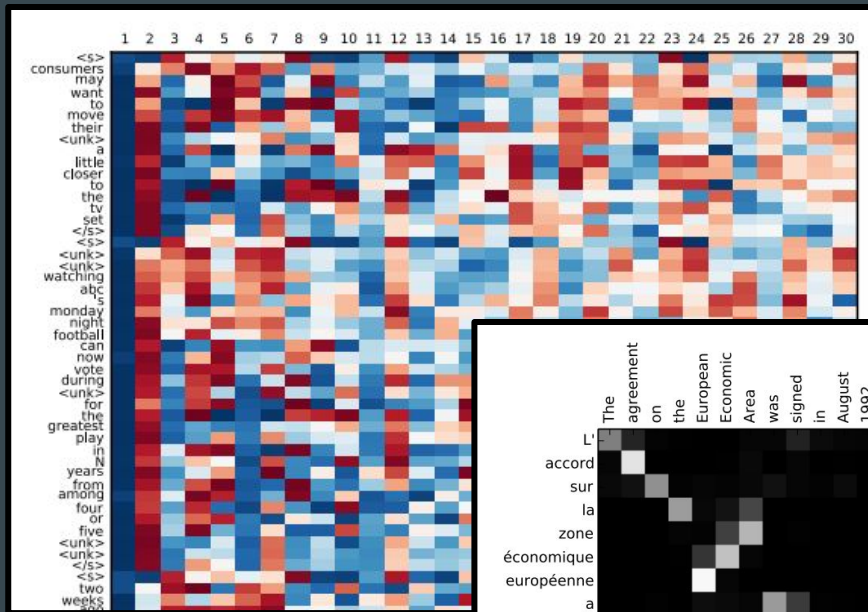 1 2 3 4 5 6 7 8 9 10 11 12 13 14 15 16 17 18 19 20 21 22 23 24 25 26 27 28 29 30
<s>
consumers
may
want
to
move
their
<unk>
a
little
closer
to
the
tv
set
</s>
<s>
<unk>
<unk>
watching
abc
's
monday
night
football
can
now
vote
during
<unk>
for
the
greatest
play
in
N
years
from
among
four
or
five
<unk>
<unk>
</s>
<s>
two
weeks
ago
The agreement on the European Economic Area was signed in August 1992
L'
accord
sur
la
zone
économique
européenne
a